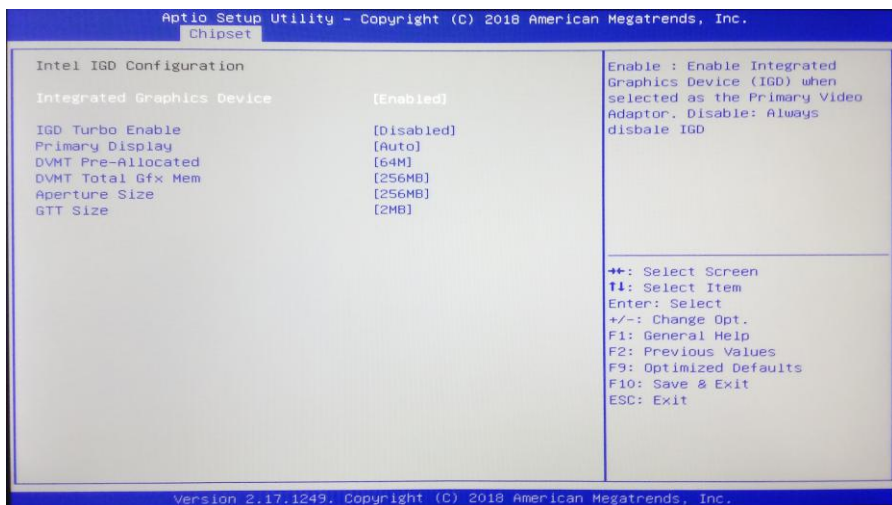 Aptio Setup Utility - Copyright (C) 2018 American Megatrends, Inc.
Chipset
Intel IGD Configuration
Integrated Graphics Device [Enabled]
IGD Turbo Enable [Disabled]
Primary Display [Auto]
DVMT Pre-Allocated [64M]
DVMT Total Gfx Mem [256MB]
Aperture Size [256MB]
GTT Size [2MB]
Enable : Enable Integrated
Graphics Device (IGD) when
selected as the Primary Video
Adaptor. Disable: Always
disbale IGD
→←: Select Screen
↑↓: Select Item
Enter: Select
+/-: Change Opt.
F1: General Help
F2: Previous Values
F9: Optimized Defaults
F10: Save & Exit
ESC: Exit
Version 2.17.1249. Copyright (C) 2018 American Megatrends, Inc.